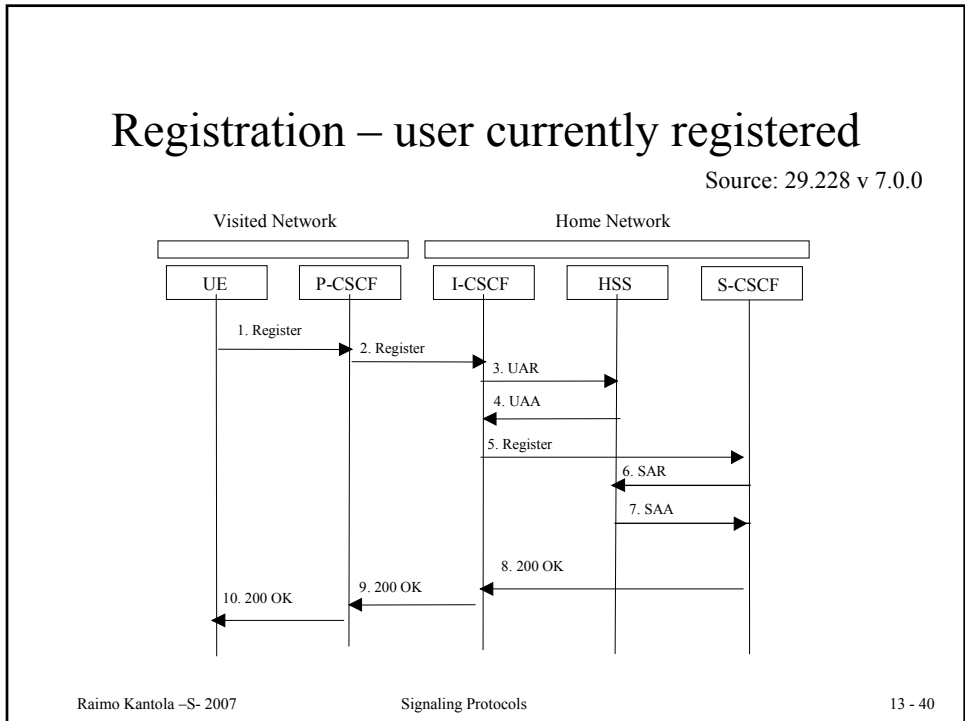 Registration – user currently registered
Source: 29.228 v 7.0.0
Visited Network
Home Network
UE
P-CSCF
I-CSCF
HSS
S-CSCF
1. Register
2. Register
3. UAR
4. UAA
5. Register
6. SAR
7. SAA
8. 200 OK
9. 200 OK
10. 200 OK
Raimo Kantola –S- 2007
Signaling Protocols
13 - 40